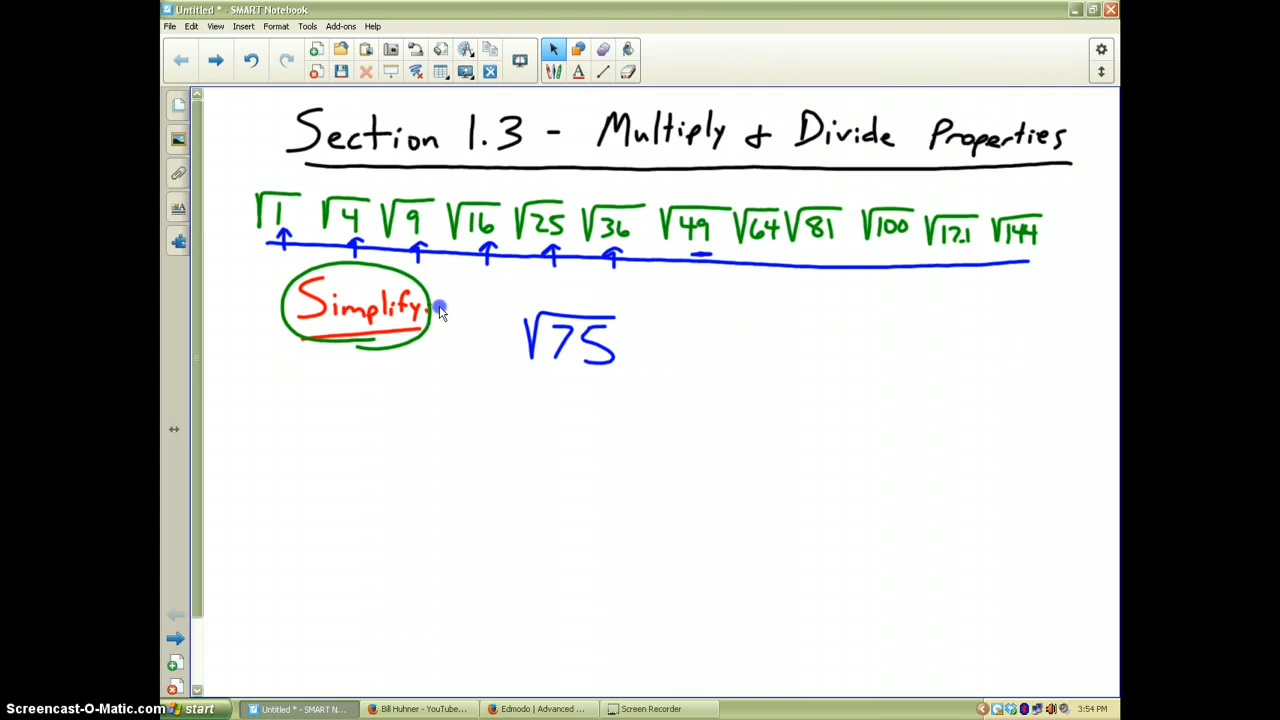 Untitled * - SMART Notebook
File Edit View Insert Format Tools Add-ons Help
Section 1.3 - Multiply & Divide Properties
√1 √4 √9 √16 √25 √36 √49 √64 √81 √100 √121 √144
Simplify.
√75
Screencast-O-Matic.com
start
Untitled * - SMART N...
Bill Huhner - YouTube...
Edmodo | Advanced ...
Screen Recorder
3:54 PM